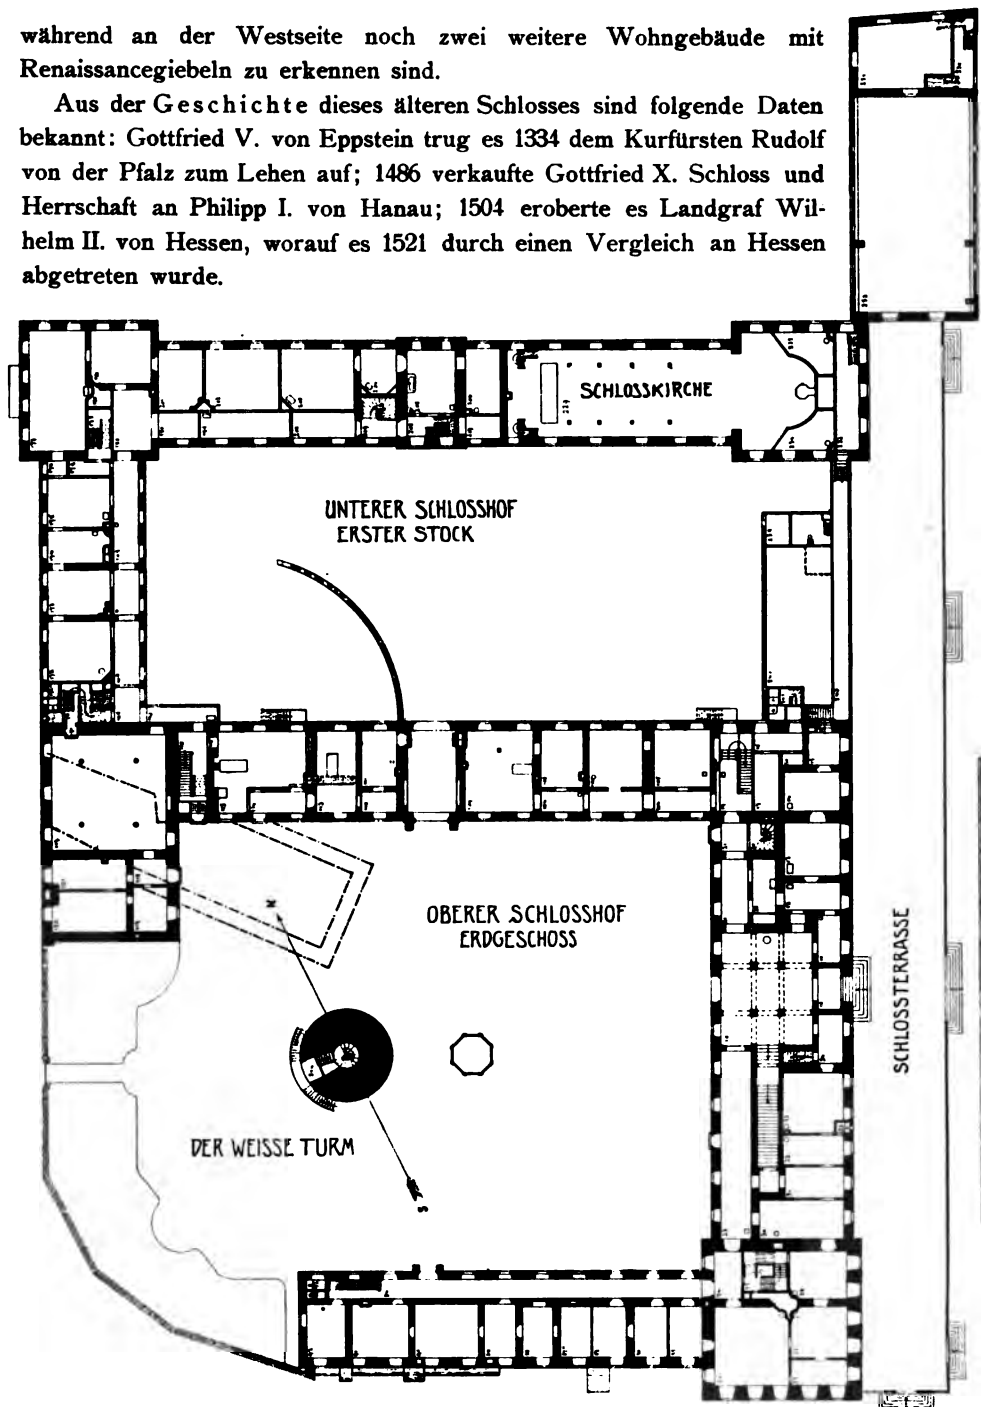 während an der Westseite noch zwei weitere Wohngebäude mit
Renaissancegiebeln zu erkennen sind.
Aus der Geschichte dieses älteren Schlosses sind folgende Daten
bekannt: Gottfried V. von Eppstein trug es 1334 dem Kurfürsten Rudolf
von der Pfalz zum Lehen auf; 1486 verkaufte Gottfried X. Schloss und
Herrschaft an Philipp I. von Hanau; 1504 eroberte es Landgraf Wil-
helm II. von Hessen, worauf es 1521 durch einen Vergleich an Hessen
abgetreten wurde.
SCHLOSSKIRCHE
UNTERER SCHLOSSHOF
ERSTER STOCK
OBERER SCHLOSSHOF
ERDGESCHOSS
SCHLOSSTERRASSE
N
DER WEISSE TURM
S